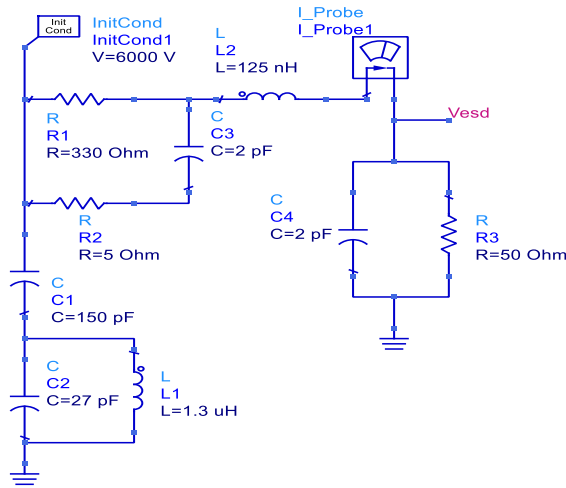 Init
Cond
InitCond
InitCond1
V=6000 V
I_Probe
I_Probe1
L
L2
L=125 nH
R
R1
R=330 Ohm
C
C3
C=2 pF
Vesd
R
R2
R=5 Ohm
C
C4
C=2 pF
R
R3
R=50 Ohm
C
C1
C=150 pF
C
C2
C=27 pF
L
L1
L=1.3 uH